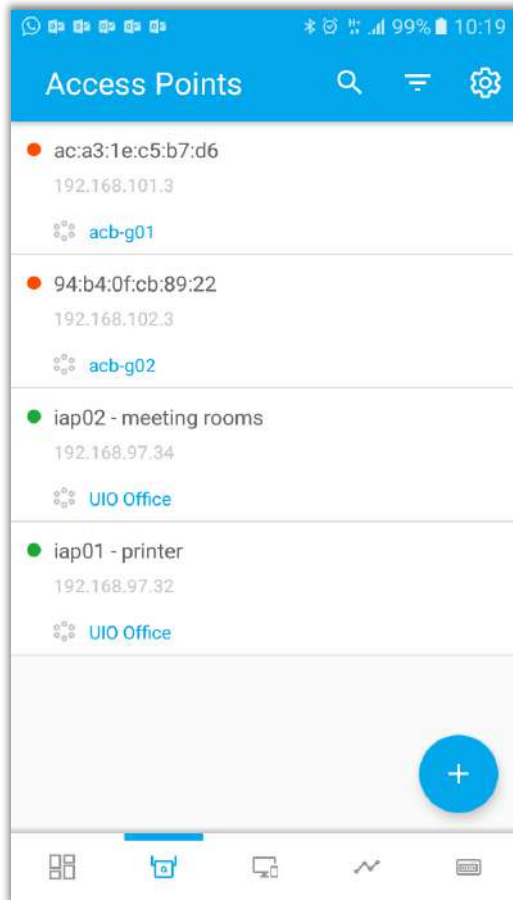 99% 10:19
Access Points
ac:a3:1e:c5:b7:d6
192.168.101.3
acb-g01
94:b4:0f:cb:89:22
192.168.102.3
acb-g02
iap02 - meeting rooms
192.168.97.34
UIO Office
iap01 - printer
192.168.97.32
UIO Office
+